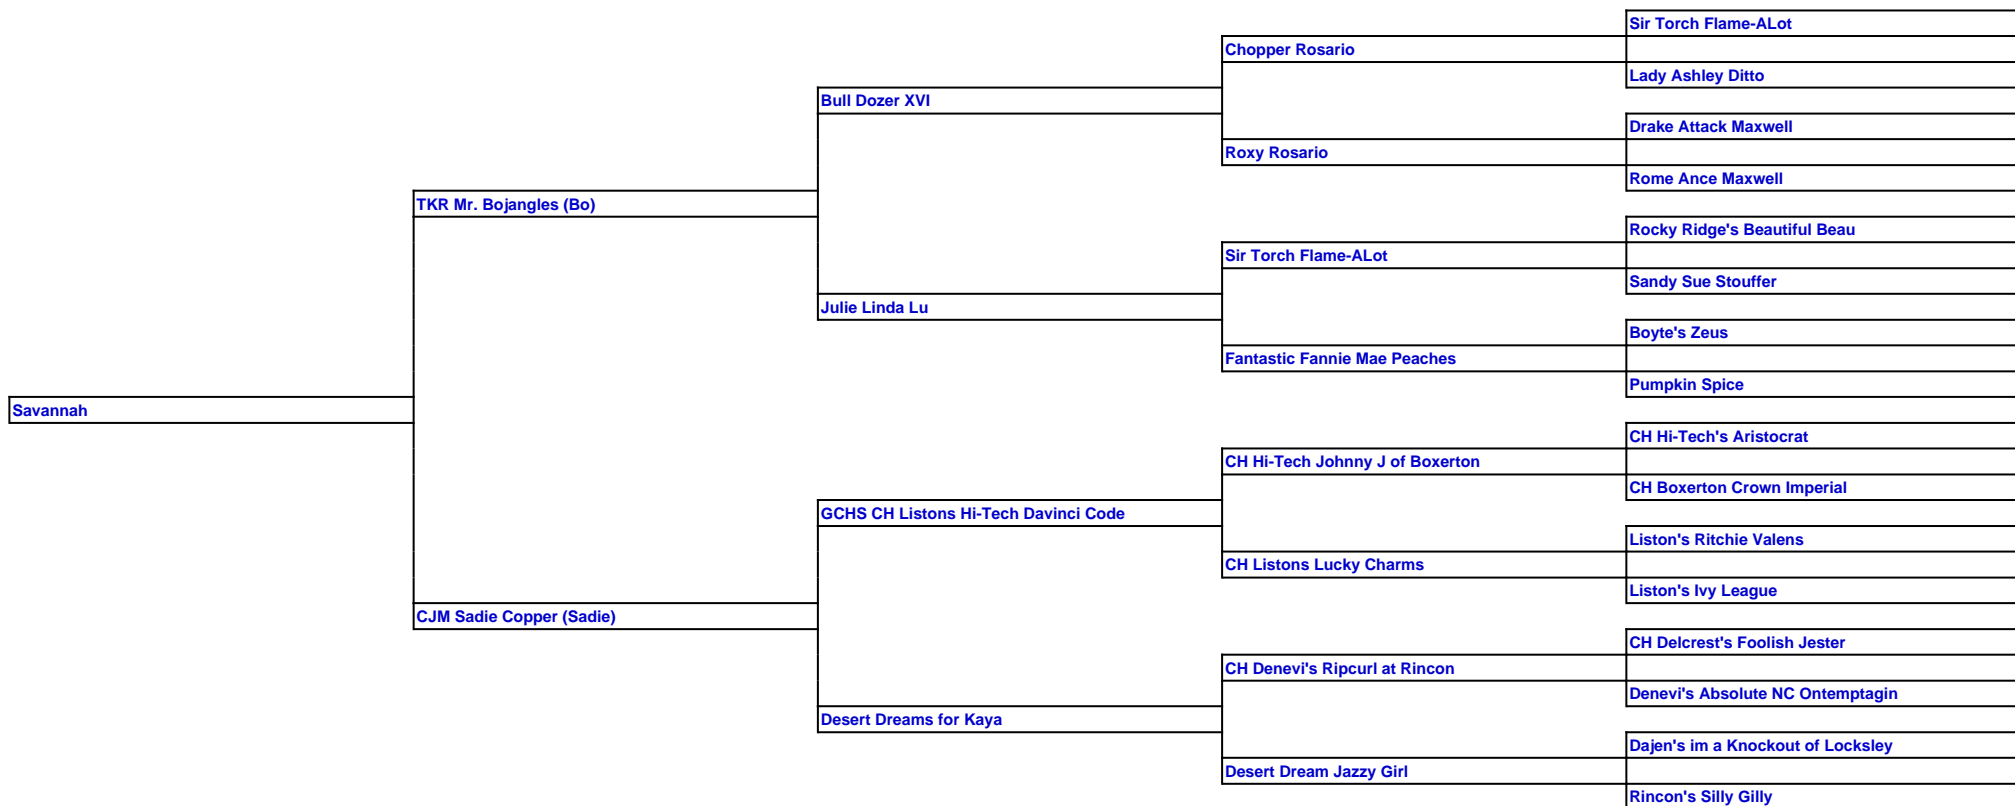 Sir Torch Flame-ALot
Chopper Rosario
Lady Ashley Ditto
Bull Dozer XVI
Drake Attack Maxwell
Roxy Rosario
Rome Ance Maxwell
TKR Mr. Bojangles (Bo)
Rocky Ridge's Beautiful Beau
Sir Torch Flame-ALot
Sandy Sue Stouffer
Julie Linda Lu
Boyte's Zeus
Fantastic Fannie Mae Peaches
Pumpkin Spice
Savannah
CH Hi-Tech's Aristocrat
CH Hi-Tech Johnny J of Boxerton
CH Boxerton Crown Imperial
GCHS CH Listons Hi-Tech Davinci Code
Liston's Ritchie Valens
CH Listons Lucky Charms
Liston's Ivy League
CJM Sadie Copper (Sadie)
CH Delcrest's Foolish Jester
CH Denevi's Ripcurl at Rincon
Denevi's Absolute NC Ontemptagin
Desert Dreams for Kaya
Dajen's im a Knockout of Locksley
Desert Dream Jazzy Girl
Rincon's Silly Gilly